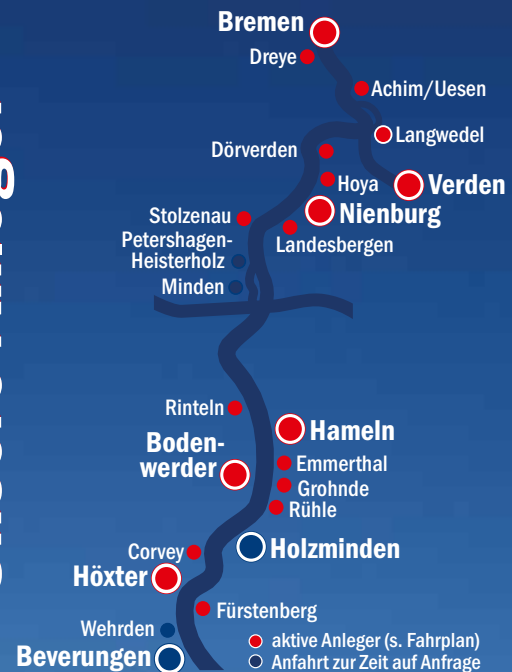 Bremen
Dreye
Achim/Uesen
Langwedel
Dörverden
Hoya
Verden
Nienburg
Stolzenau
Landesbergen
Petershagen-
Heisterholz
Minden
Rinteln
Hameln
Boden-
werder
Emmerthal
Grohnde
Rühle
Corvey
Holzminden
Höxter
Fürstenberg
Wehrden
Beverungen
aktive Anleger (s. Fahrplan)
Anfahrt zur Zeit auf Anfrage